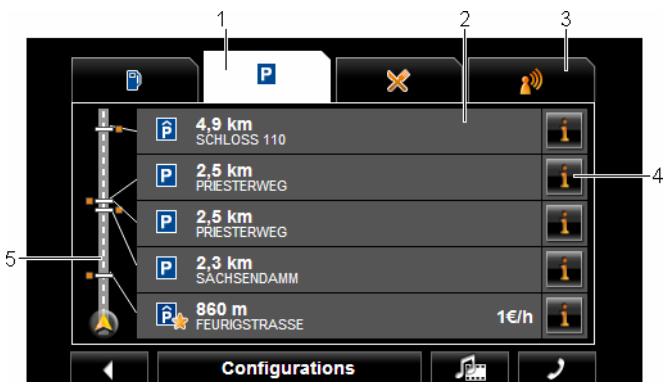 1
2
3
P
P
4,9 km
SCHLOSS 110
i
P
2,5 km
PRIESTERWEG
i
4
P
2,5 km
PRIESTERWEG
i
5
P
2,3 km
SACHSENDAMM
i
P
860 m
FEURIGSTRASSE
1€/h
i
Configurations